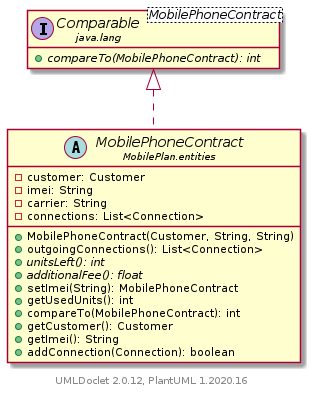 MobilePhoneContract
I Comparable
java.lang
compareTo(MobilePhoneContract): int
A MobilePhoneContract
MobilePlan.entities
customer: Customer
imei: String
carrier: String
connections: List<Connection>
MobilePhoneContract(Customer, String, String)
outgoingConnections(): List<Connection>
unitsLeft(): int
additionalFee(): float
setImei(String): MobilePhoneContract
getUsedUnits(): int
compareTo(MobilePhoneContract): int
getCustomer(): Customer
getImei(): String
addConnection(Connection): boolean
UMLDoclet 2.0.12, PlantUML 1.2020.16